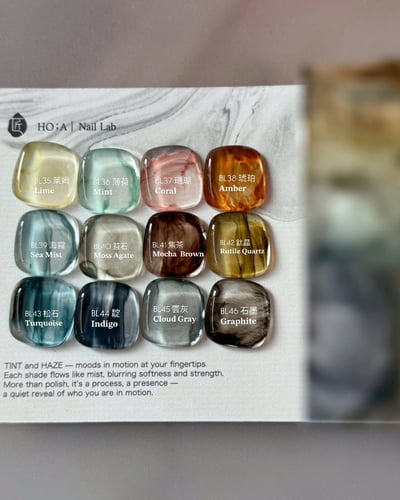 匠
HO;A | Nail Lab
BL35 萊姆
Lime
BL36 薄荷
Mint
BL37 珊瑚
Coral
BL38 琥珀
Amber
BL39 海霧
Sea Mist
BL40 苔石
Moss Agate
BL41 焦茶
Mocha Brown
BL42 鈦晶
Rutile Quartz
BL43 松石
Turquoise
BL44 靛
Indigo
BL45 雲灰
Cloud Gray
BL46 石墨
Graphite
TINT and HAZE — moods in motion at your fingertips.
Each shade flows like mist, blurring softness and strength.
More than polish, it's a process, a presence —
a quiet reveal of who you are in motion.